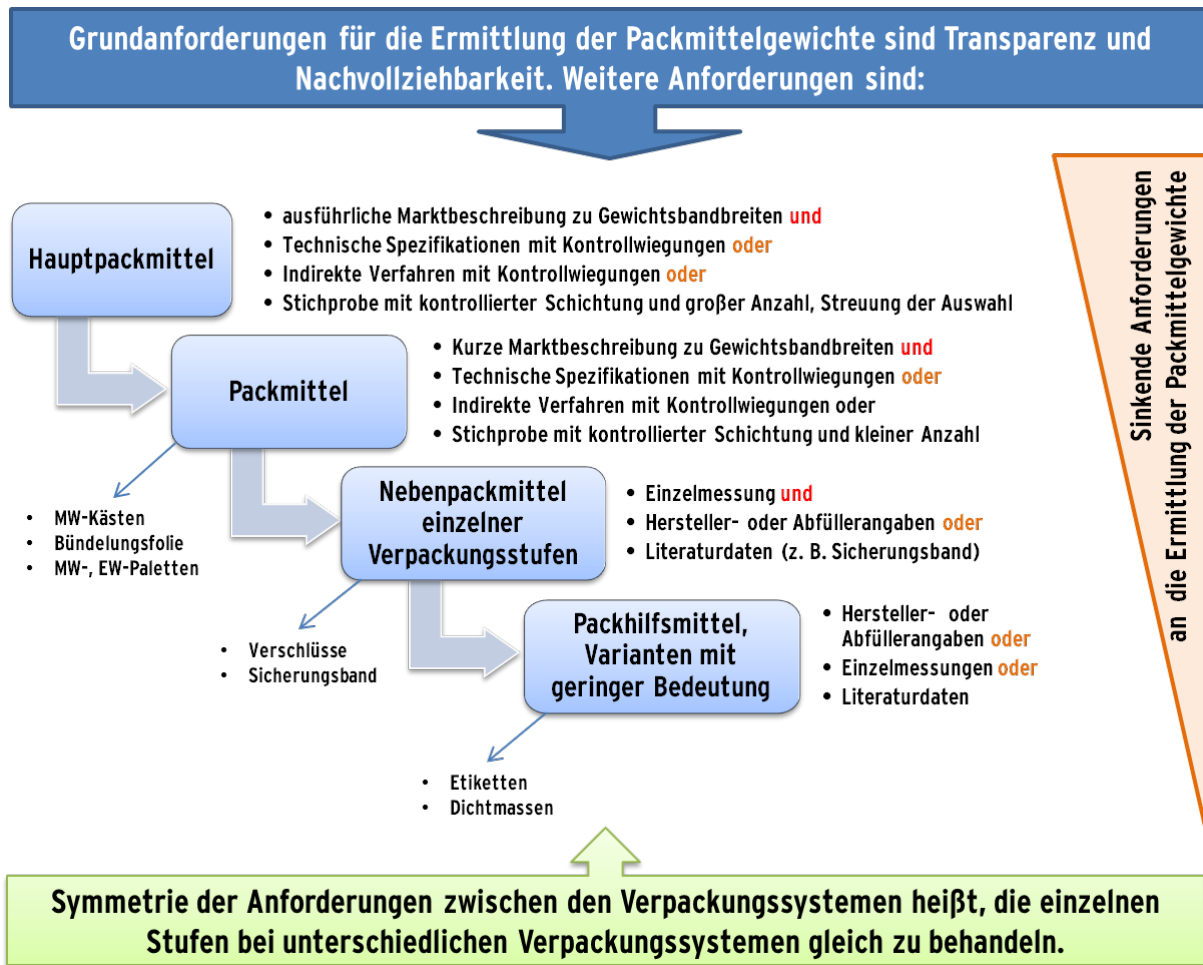 Grundanforderungen für die Ermittlung der Packmittelgewichte sind Transparenz und
Nachvollziehbarkeit. Weitere Anforderungen sind:
Hauptpackmittel
• ausführliche Marktbeschreibung zu Gewichtsbandbreiten und
• Technische Spezifikationen mit Kontrollwiegungen oder
• Indirekte Verfahren mit Kontrollwiegungen oder
• Stichprobe mit kontrollierter Schichtung und großer Anzahl, Streuung der Auswahl
Packmittel
• Kurze Marktbeschreibung zu Gewichtsbandbreiten und
• Technische Spezifikationen mit Kontrollwiegungen oder
• Indirekte Verfahren mit Kontrollwiegungen oder
• Stichprobe mit kontrollierter Schichtung und kleiner Anzahl
• MW-Kästen
• Bündelungsfolie
• MW-, EW-Paletten
Nebenpackmittel
einzelner
Verpackungsstufen
• Einzelmessung und
• Hersteller- oder Abfüllerangaben oder
• Literaturdaten (z. B. Sicherungsband)
• Verschlüsse
• Sicherungsband
Packhilfsmittel,
Varianten mit
geringer Bedeutung
• Hersteller- oder
Abfüllerangaben oder
• Einzelmessungen oder
• Literaturdaten
• Etiketten
• Dichtmassen
Sinkende Anforderungen
an die Ermittlung der Packmittelgewichte
Symmetrie der Anforderungen zwischen den Verpackungssystemen heißt, die einzelnen
Stufen bei unterschiedlichen Verpackungssystemen gleich zu behandeln.